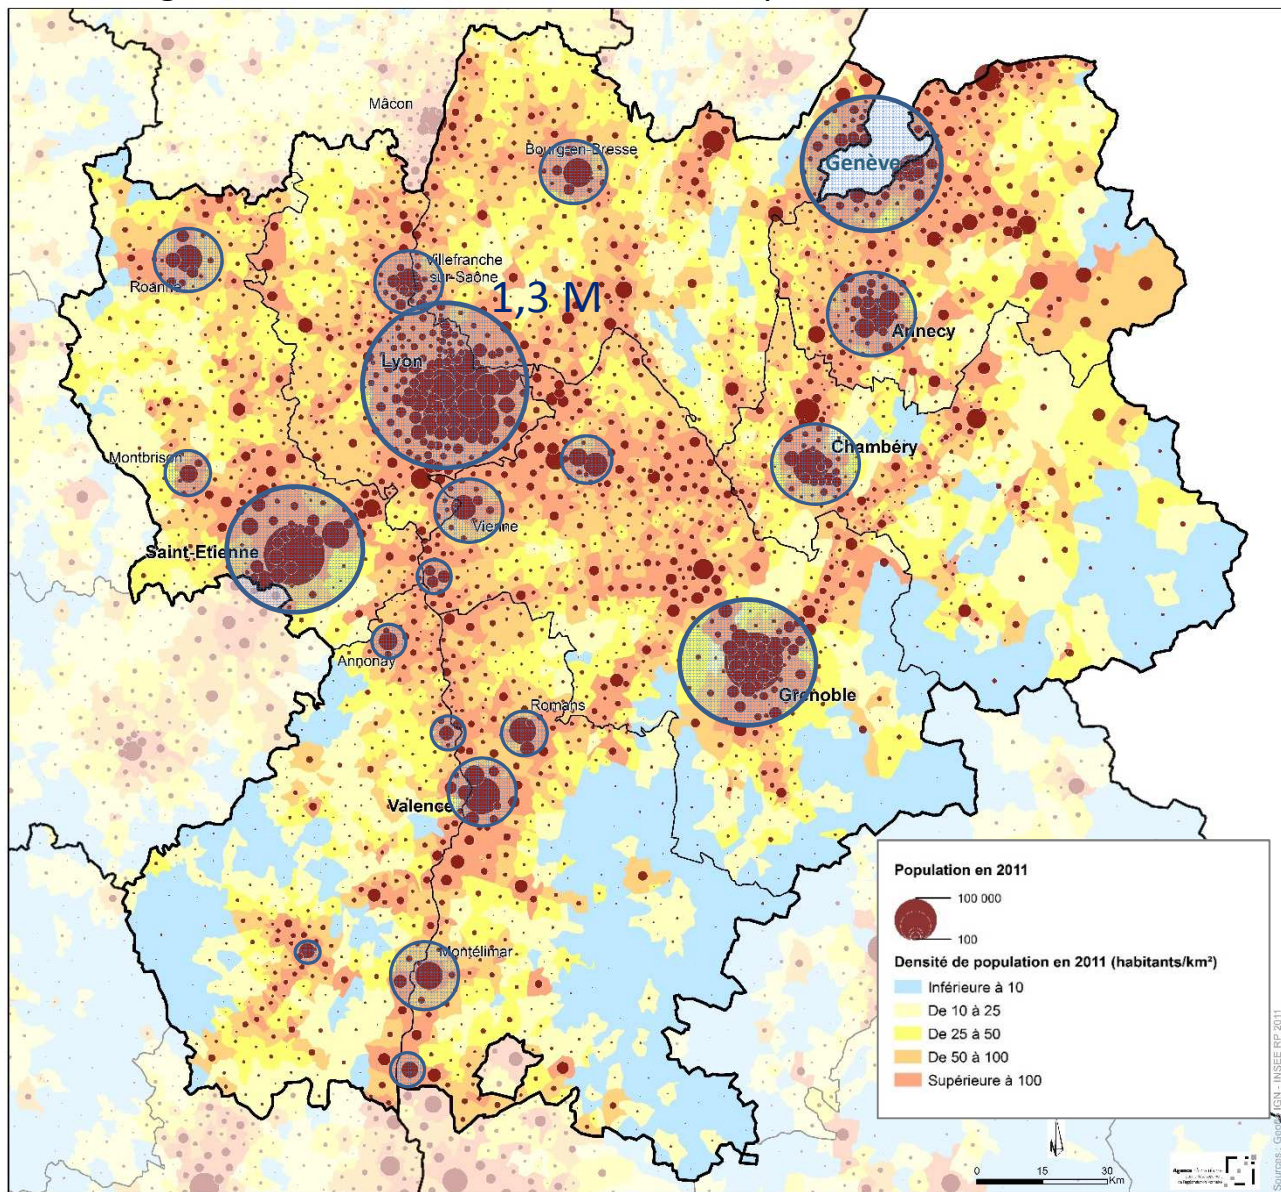 Mâcon
Bourg-en-Bresse
Genève
Roanne
Villefranche
sur-Saône
1,3 M
Lyon
Annecy
Montbrison
Chambéry
Vienne
Saint-Etienne
Annonay
Grenoble
Romans
Valence
Montélimar
Population en 2011
100 000
100
Densité de population en 2011 (habitants/km²)
Inférieure à 10
De 10 à 25
De 25 à 50
De 50 à 100
Supérieure à 100
N
0 15 30
Km
IGN - INSEE RP 2011